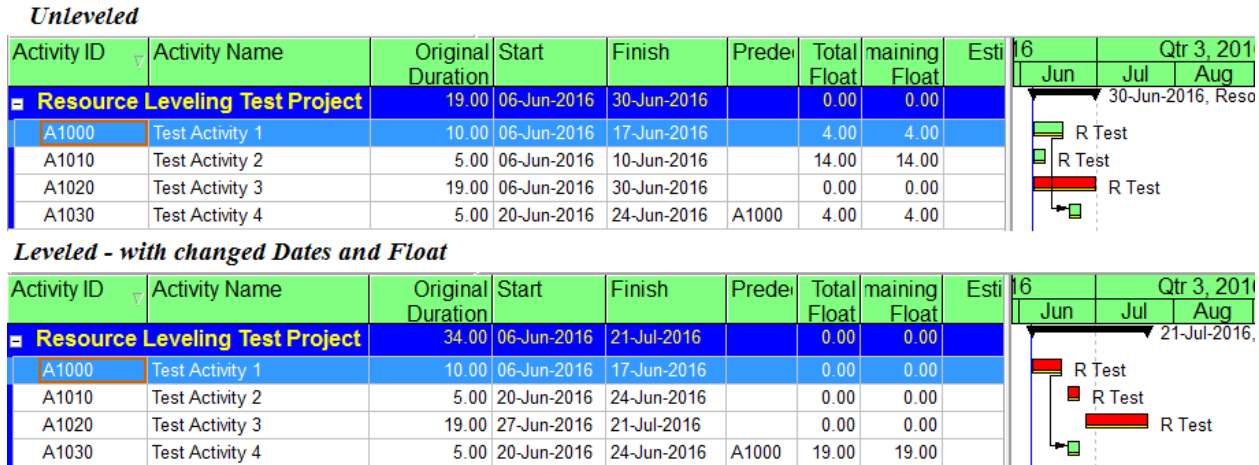 Unleveled
Activity ID Activity Name Original Duration Start Finish Prede Total Float maining Float Esti 16 Qtr 3, 201
Jun Jul Aug
Resource Leveling Test Project 19.00 06-Jun-2016 30-Jun-2016 0.00 0.00 30-Jun-2016, Reso
A1000 Test Activity 1 10.00 06-Jun-2016 17-Jun-2016 4.00 4.00 R Test
A1010 Test Activity 2 5.00 06-Jun-2016 10-Jun-2016 14.00 14.00 R Test
A1020 Test Activity 3 19.00 06-Jun-2016 30-Jun-2016 0.00 0.00 R Test
A1030 Test Activity 4 5.00 20-Jun-2016 24-Jun-2016 A1000 4.00 4.00
Leveled - with changed Dates and Float
Activity ID Activity Name Original Duration Start Finish Prede Total Float maining Float Esti 16 Qtr 3, 201
Jun Jul Aug
Resource Leveling Test Project 34.00 06-Jun-2016 21-Jul-2016 0.00 0.00 21-Jul-2016,
A1000 Test Activity 1 10.00 06-Jun-2016 17-Jun-2016 0.00 0.00 R Test
A1010 Test Activity 2 5.00 20-Jun-2016 24-Jun-2016 0.00 0.00 R Test
A1020 Test Activity 3 19.00 27-Jun-2016 21-Jul-2016 0.00 0.00 R Test
A1030 Test Activity 4 5.00 20-Jun-2016 24-Jun-2016 A1000 19.00 19.00